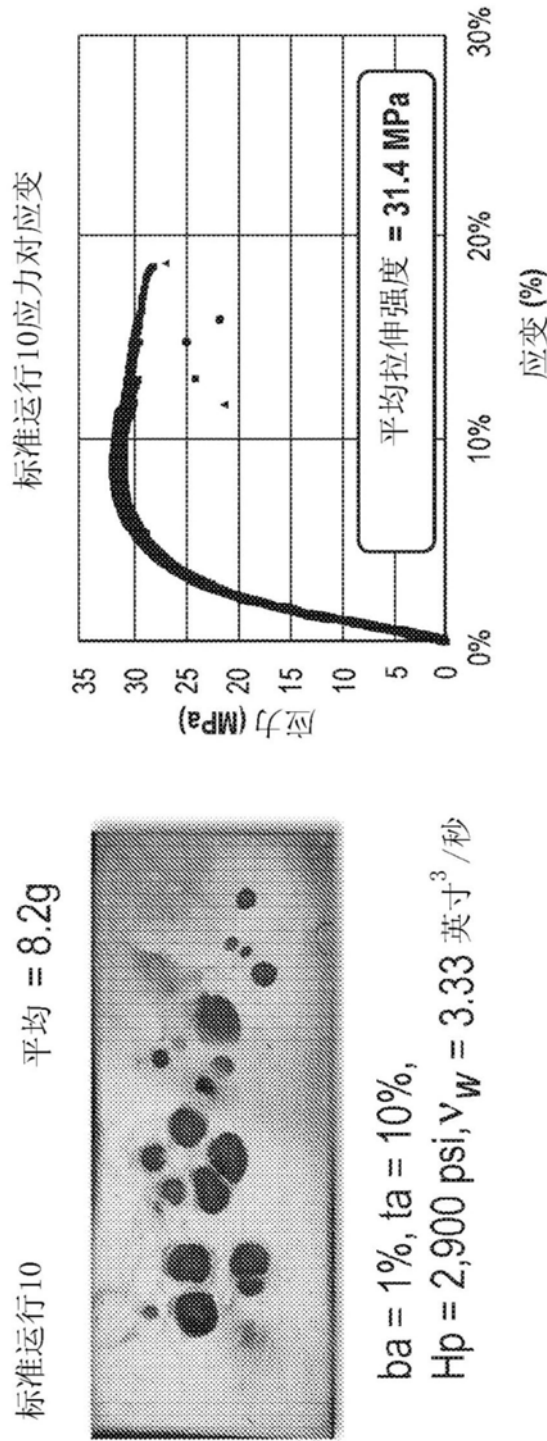 标准运行10
平均 = 8.2g
ba = 1%, ta = 10%,
Hp = 2,900 psi, νw = 3.33 英寸³/秒
标准运行10应力对应变
应力 (MPa)
35
30
25
20
15
10
5
0
0%
10%
20%
30%
平均拉伸强度 = 31.4 MPa
应变 (%)